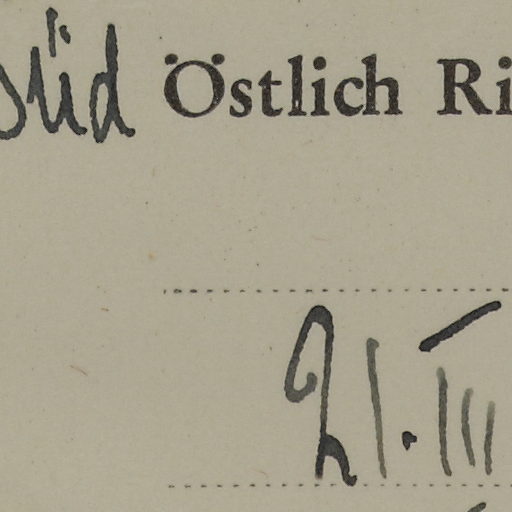 Süd Östlich Ri
21. III